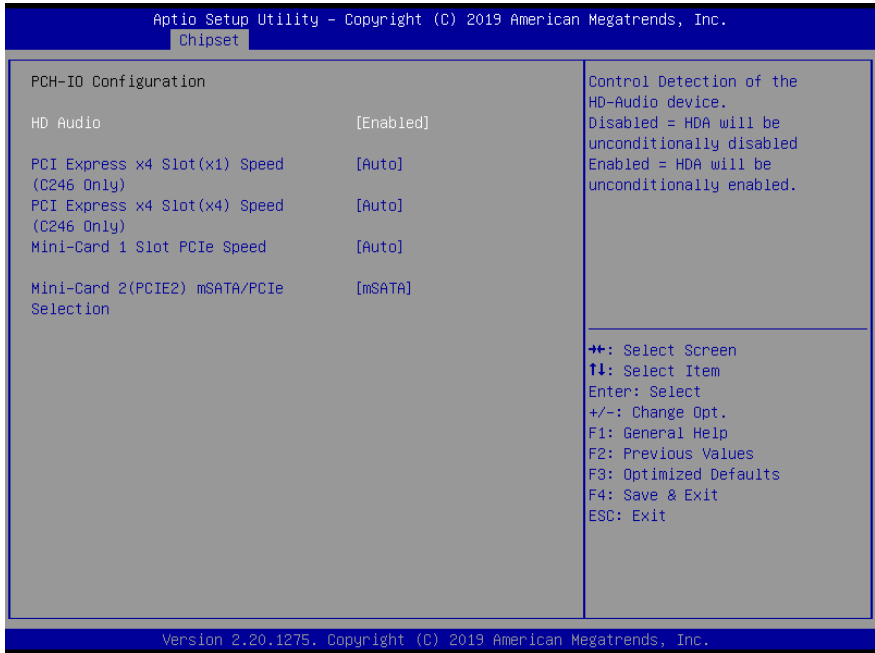 Aptio Setup Utility – Copyright (C) 2019 American Megatrends, Inc.
Chipset
PCH-IO Configuration
HD Audio [Enabled]
PCI Express x4 Slot(x1) Speed [Auto]
(C246 Only)
PCI Express x4 Slot(x4) Speed [Auto]
(C246 Only)
Mini-Card 1 Slot PCIe Speed [Auto]
Mini-Card 2(PCIE2) mSATA/PCIe [mSATA]
Selection
Control Detection of the
HD-Audio device.
Disabled = HDA will be
unconditionally disabled
Enabled = HDA will be
unconditionally enabled.
→←: Select Screen
↑↓: Select Item
Enter: Select
+/-: Change Opt.
F1: General Help
F2: Previous Values
F3: Optimized Defaults
F4: Save & Exit
ESC: Exit
Version 2.20.1275. Copyright (C) 2019 American Megatrends, Inc.